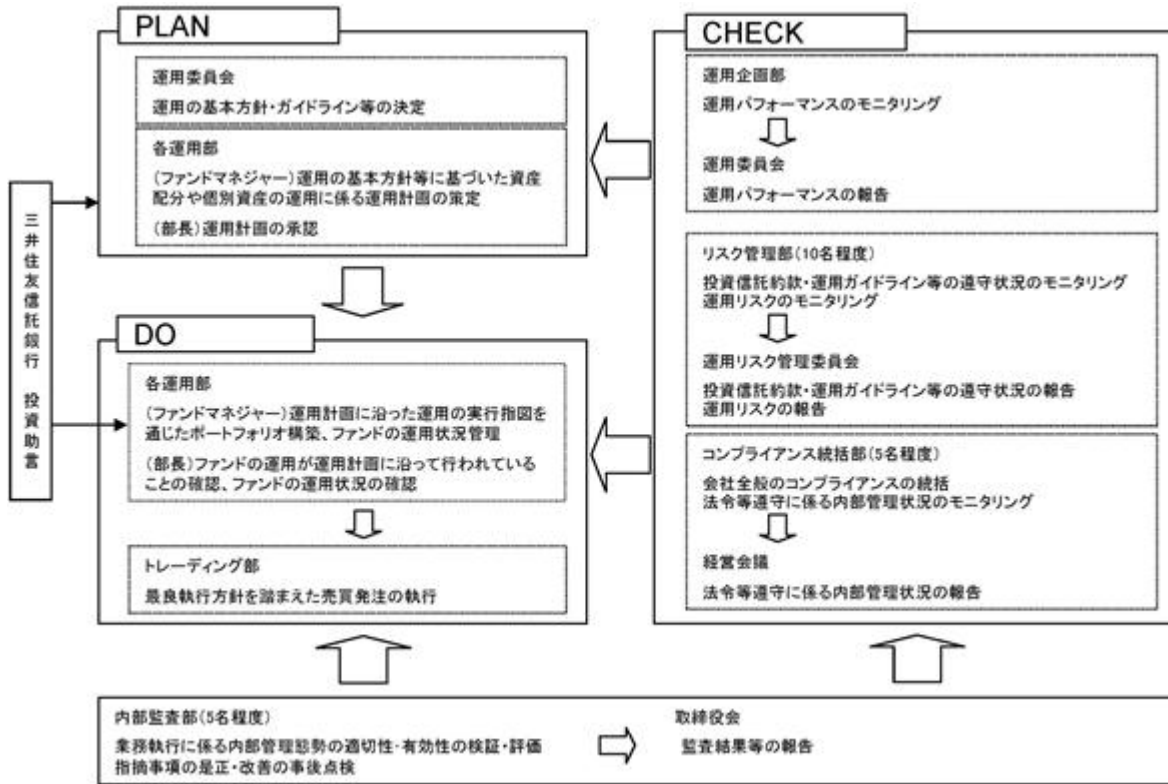 PLAN
運用委員会
運用の基本方針・ガイドライン等の決定
各運用部
(ファンドマネジャー)運用の基本方針等に基づいた資産
配分や個別資産の運用に係る運用計画の策定
(部長)運用計画の承認
三井住友信託銀行 投資助言
DO
各運用部
(ファンドマネジャー)運用計画に沿った運用の実行指図を
通じたポートフォリオ構築、ファンドの運用状況管理
(部長)ファンドの運用が運用計画に沿って行われている
ことの確認、ファンドの運用状況の確認
トレーディング部
最良執行方針を踏まえた売買発注の執行
CHECK
運用企画部
運用パフォーマンスのモニタリング
運用委員会
運用パフォーマンスの報告
リスク管理部(10名程度)
投資信託約款・運用ガイドライン等の遵守状況のモニタリング
運用リスクのモニタリング
運用リスク管理委員会
投資信託約款・運用ガイドライン等の遵守状況の報告
運用リスクの報告
コンプライアンス統括部(5名程度)
会社全般のコンプライアンスの統括
法令等遵守に係る内部管理状況のモニタリング
経営会議
法令等遵守に係る内部管理状況の報告
内部監査部(5名程度)
業務執行に係る内部管理態勢の適切性・有効性の検証・評価
指摘事項の是正・改善の事後点検
取締役会
監査結果等の報告